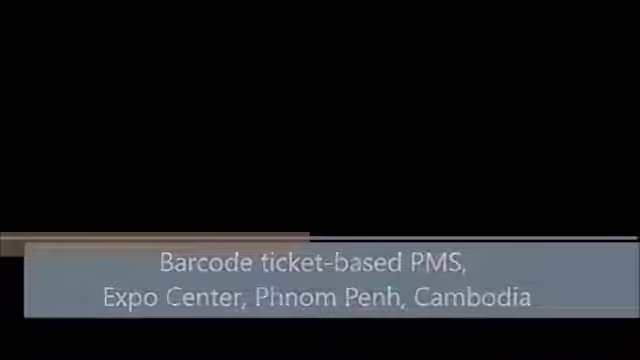 Barcode ticket-based PMS,
Expo Center, Phnom Penh, Cambodia